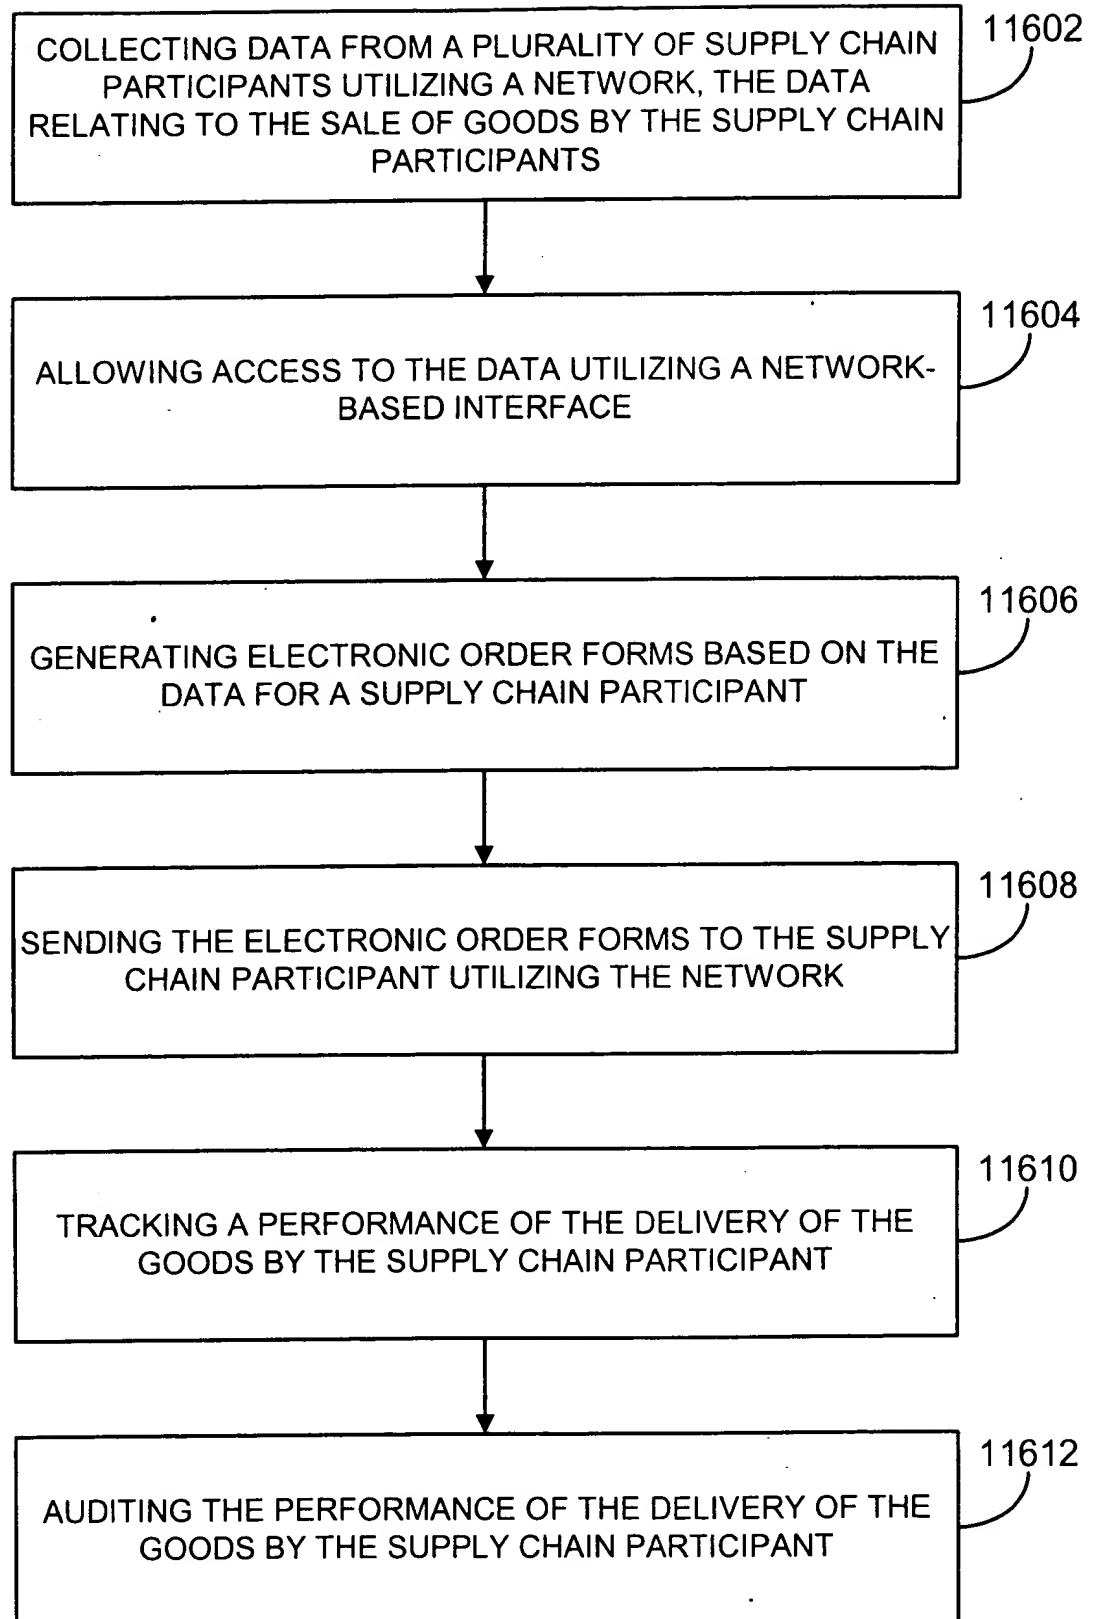 COLLECTING DATA FROM A PLURALITY OF SUPPLY CHAIN
PARTICIPANTS UTILIZING A NETWORK, THE DATA
RELATING TO THE SALE OF GOODS BY THE SUPPLY CHAIN
PARTICIPANTS
11602
ALLOWING ACCESS TO THE DATA UTILIZING A NETWORK-
BASED INTERFACE
11604
GENERATING ELECTRONIC ORDER FORMS BASED ON THE
DATA FOR A SUPPLY CHAIN PARTICIPANT
11606
SENDING THE ELECTRONIC ORDER FORMS TO THE SUPPLY
CHAIN PARTICIPANT UTILIZING THE NETWORK
11608
TRACKING A PERFORMANCE OF THE DELIVERY OF THE
GOODS BY THE SUPPLY CHAIN PARTICIPANT
11610
AUDITING THE PERFORMANCE OF THE DELIVERY OF THE
GOODS BY THE SUPPLY CHAIN PARTICIPANT
11612